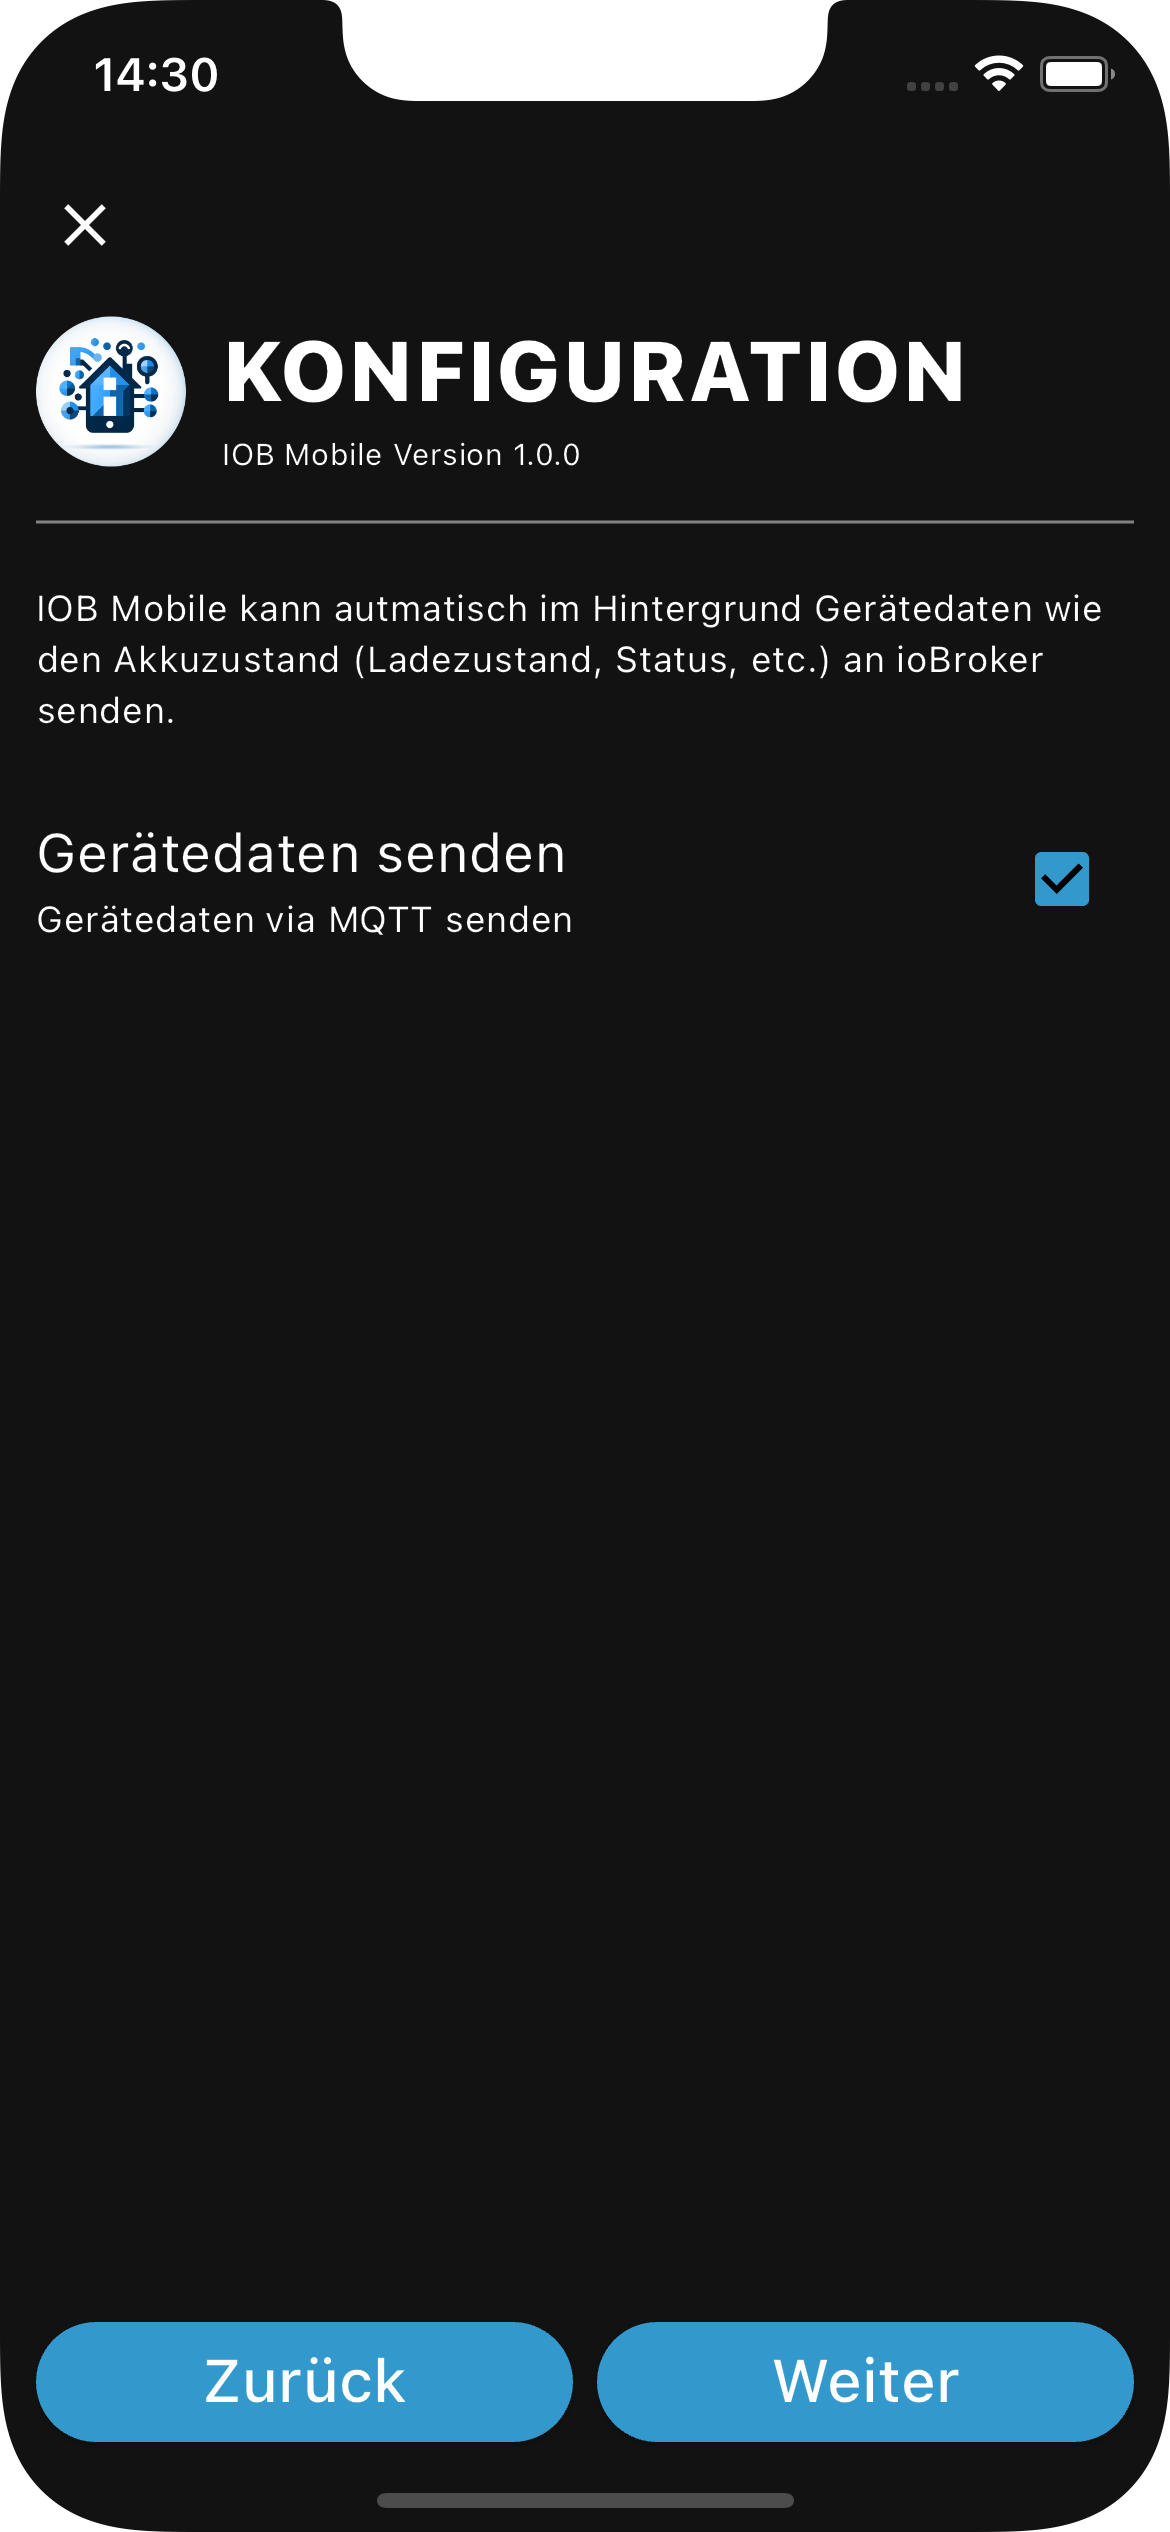 14:30
KONFIGURATION
IOB Mobile Version 1.0.0
IOB Mobile kann autmatisch im Hintergrund Gerätedaten wie
den Akkuzustand (Ladezustand, Status, etc.) an ioBroker
senden.
Gerätedaten senden
Gerätedaten via MQTT senden
Zurück
Weiter